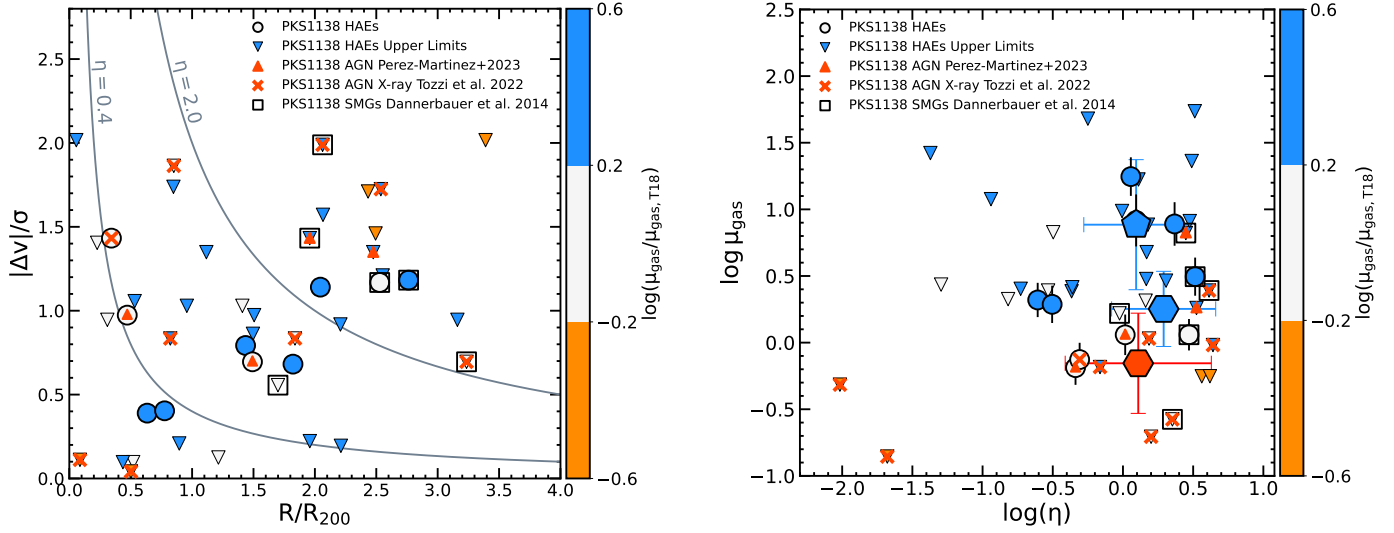 PKS1138 HAEs
PKS1138 HAEs Upper Limits
PKS1138 AGN Perez-Martinez+2023
PKS1138 AGN X-ray Tozzi et al. 2022
PKS1138 SMGs Dannerbauer et al. 2014
η = 0.4
η = 2.0
|Δv|/σ
2.5
2.0
1.5
1.0
0.5
0.0
0.0 0.5 1.0 1.5 2.0 2.5 3.0 3.5 4.0
R/R200
0.6
0.2
−0.2
−0.6
log(μgas/μgas, T18)
PKS1138 HAEs
PKS1138 HAEs Upper Limits
PKS1138 AGN Perez-Martinez+2023
PKS1138 AGN X-ray Tozzi et al. 2022
PKS1138 SMGs Dannerbauer et al. 2014
log μgas
2.5
2.0
1.5
1.0
0.5
0.0
−0.5
−1.0
−2.0 −1.5 −1.0 −0.5 0.0 0.5 1.0
log(η)
0.6
0.2
−0.2
−0.6
log(μgas/μgas, T18)